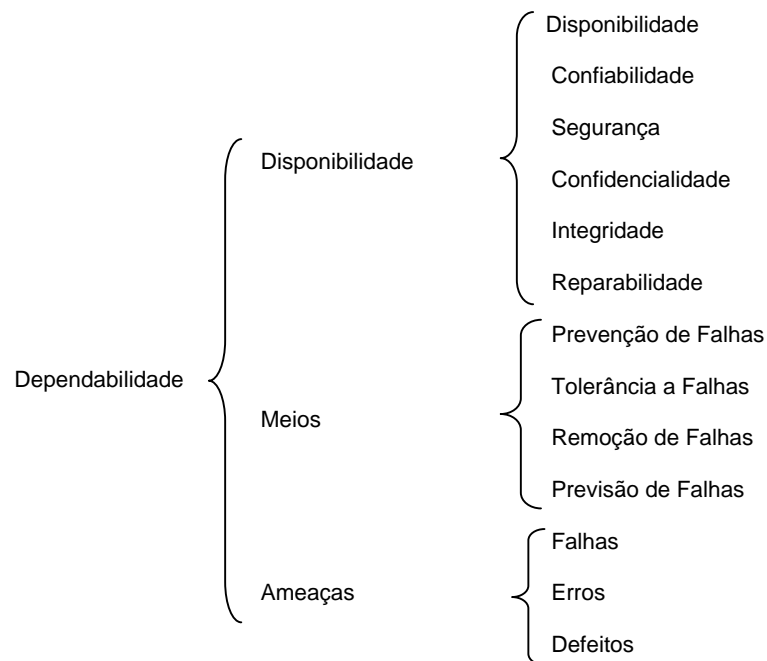 Disponibilidade
Confiabilidade
Segurança
Disponibilidade
Confidencialidade
Integridade
Reparabilidade
Prevenção de Falhas
Dependabilidade
Tolerância a Falhas
Meios
Remoção de Falhas
Previsão de Falhas
Falhas
Ameaças
Erros
Defeitos